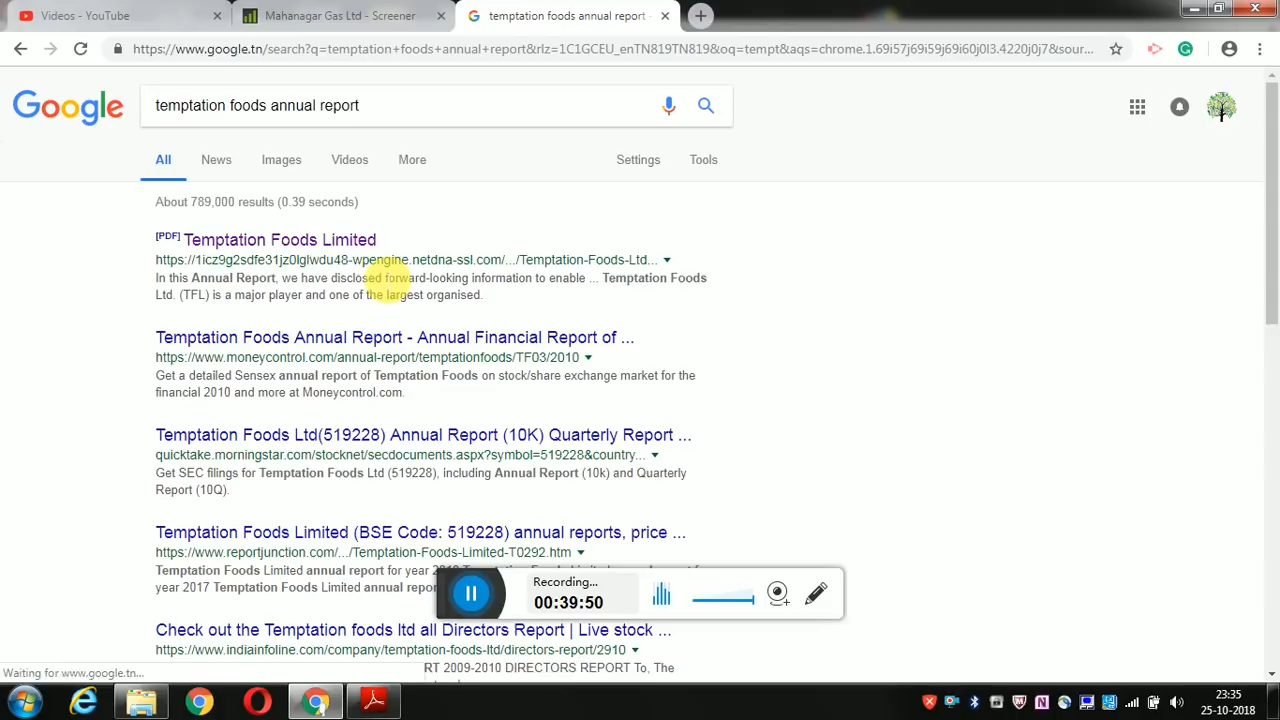 Videos - YouTube
Mahanagar Gas Ltd - Screener
temptation foods annual report -
https://www.google.tn/search?q=temptation+foods+annual+report&rlz=1C1GCEU_enTN819TN819&oq=tempt&aqs=chrome.1.69i57j69i59j69i60j0l3.4220j0j7&sour...
Google
temptation foods annual report
All News Images Videos More Settings Tools
About 789,000 results (0.39 seconds)
[PDF] Temptation Foods Limited
https://1icz9g2sdfe31jz0lglwdu48-wpengine.netdna-ssl.com/.../Temptation-Foods-Ltd...
In this Annual Report, we have disclosed forward-looking information to enable ... Temptation Foods
Ltd. (TFL) is a major player and one of the largest organised.
Temptation Foods Annual Report - Annual Financial Report of ...
https://www.moneycontrol.com/annual-report/temptationfoods/TF03/2010
Get a detailed Sensex annual report of Temptation Foods on stock/share exchange market for the
financial 2010 and more at Moneycontrol.com.
Temptation Foods Ltd(519228) Annual Report (10K) Quarterly Report ...
quicktake.morningstar.com/stocknet/secdocuments.aspx?symbol=519228&country...
Get SEC filings for Temptation Foods Ltd (519228), including Annual Report (10k) and Quarterly
Report (10Q).
Temptation Foods Limited (BSE Code: 519228) annual reports, price ...
https://www.reportjunction.com/.../Temptation-Foods-Limited-T0292.htm
Temptation Foods Limited annual report for year
year 2017 Temptation Foods Limited annual
Recording...
00:39:50
Check out the Temptation foods ltd all Directors Report | Live stock ...
https://www.indiainfoline.com/company/temptation-foods-ltd/directors-report/2910
RT 2009-2010 DIRECTORS REPORT To, The
Waiting for www.google.tn...
23:35
25-10-2018